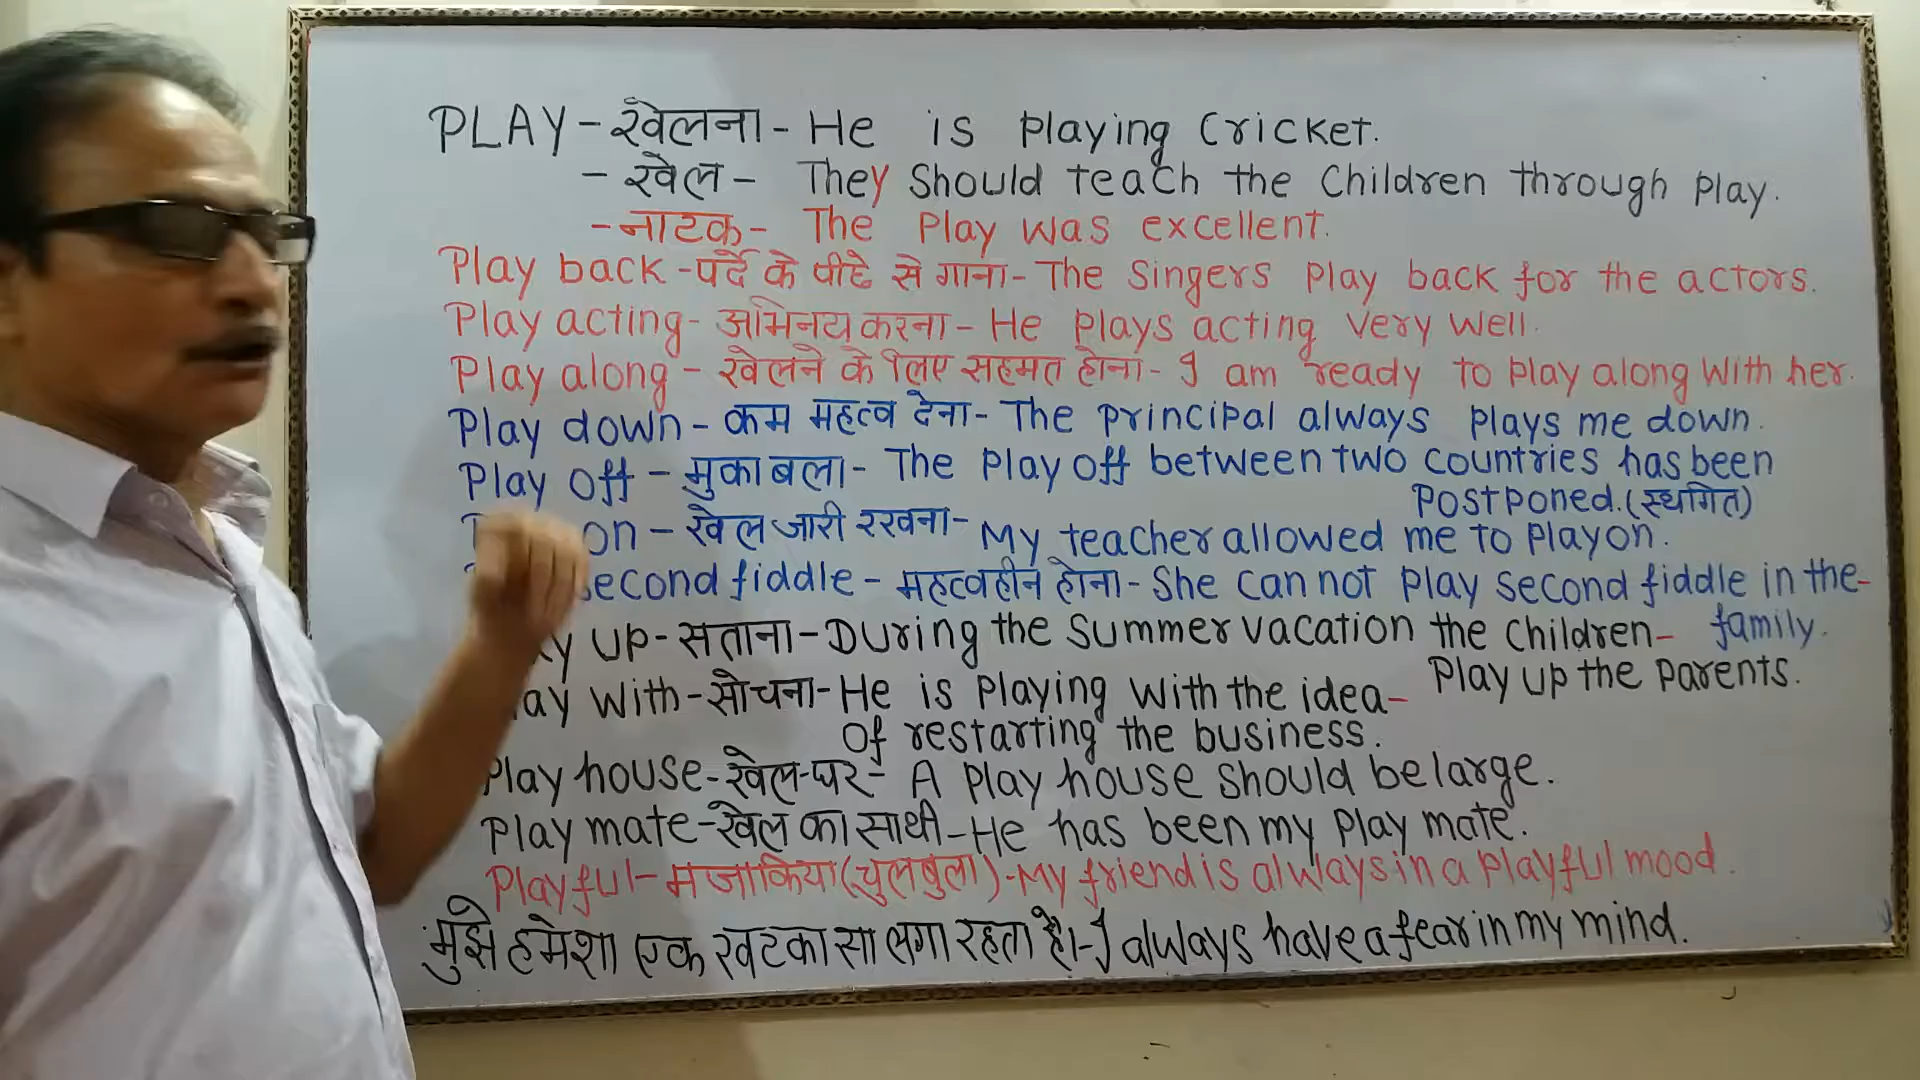 PLAY - खेलना - He is playing cricket.
- खेल - They should teach the children through play.
- नाटक - The play was excellent.
Play back - पर्दे के पीछे से गाना - The singers play back for the actors.
Play acting - अभिनय करना - He plays acting very well.
Play along - खेलने के लिए सहमत होना - I am ready to play along with her.
Play down - कम महत्व देना - The principal always plays me down.
Play off - मुकाबला - The play off between two countries has been
postponed. (स्थगित)
on - खेल जारी रखना - My teacher allowed me to play on.
second fiddle - महत्वहीन होना - She can not play second fiddle in the -
family.
up - सताना - During the summer vacation the children -
play up the parents.
with - सोचना - He is playing with the idea -
of restarting the business.
Play house - खेल-घर - A play house should be large.
Play mate - खेल का साथी - He has been my play mate.
Playful - मजाकिया (चुलबुला) - My friend is always in a playful mood.
मुझे हमेशा एक खटका सा लगा रहता है। - I always have a fear in my mind.